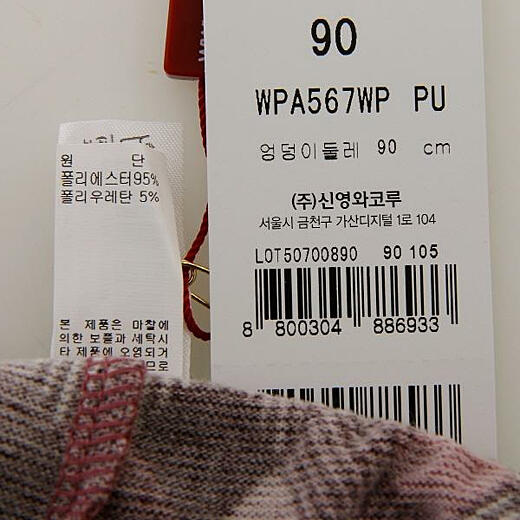 90
WPA567WP PU
엉덩이둘레 90 cm
(주)신영와코루
서울시 금천구 가산디지털 1로 104
LOT50700890 90 105
8 800304 886933
원 단
폴리에스터95%
폴리우레탄 5%
본 제품은 마찰에
의한 보풀과 세탁시
타 제품에 오염되거
므로